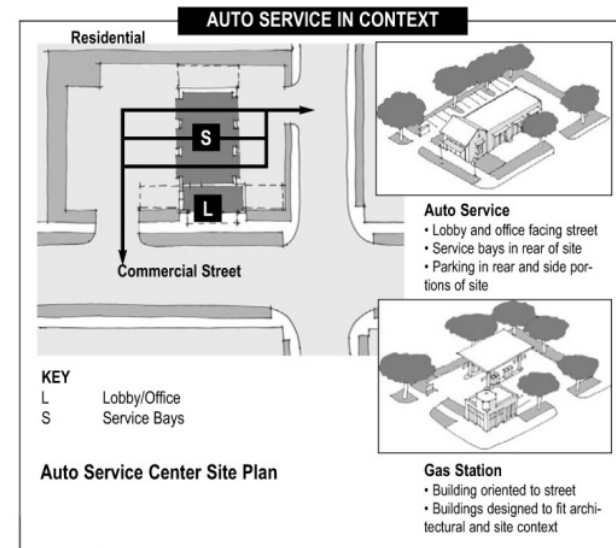 AUTO SERVICE IN CONTEXT
Residential
S
L
Commercial Street
KEY
L Lobby/Office
S Service Bays
Auto Service Center Site Plan
Auto Service
• Lobby and office facing street
• Service bays in rear of site
• Parking in rear and side por-
tions of site
Gas Station
• Building oriented to street
• Buildings designed to fit archi-
tectural and site context